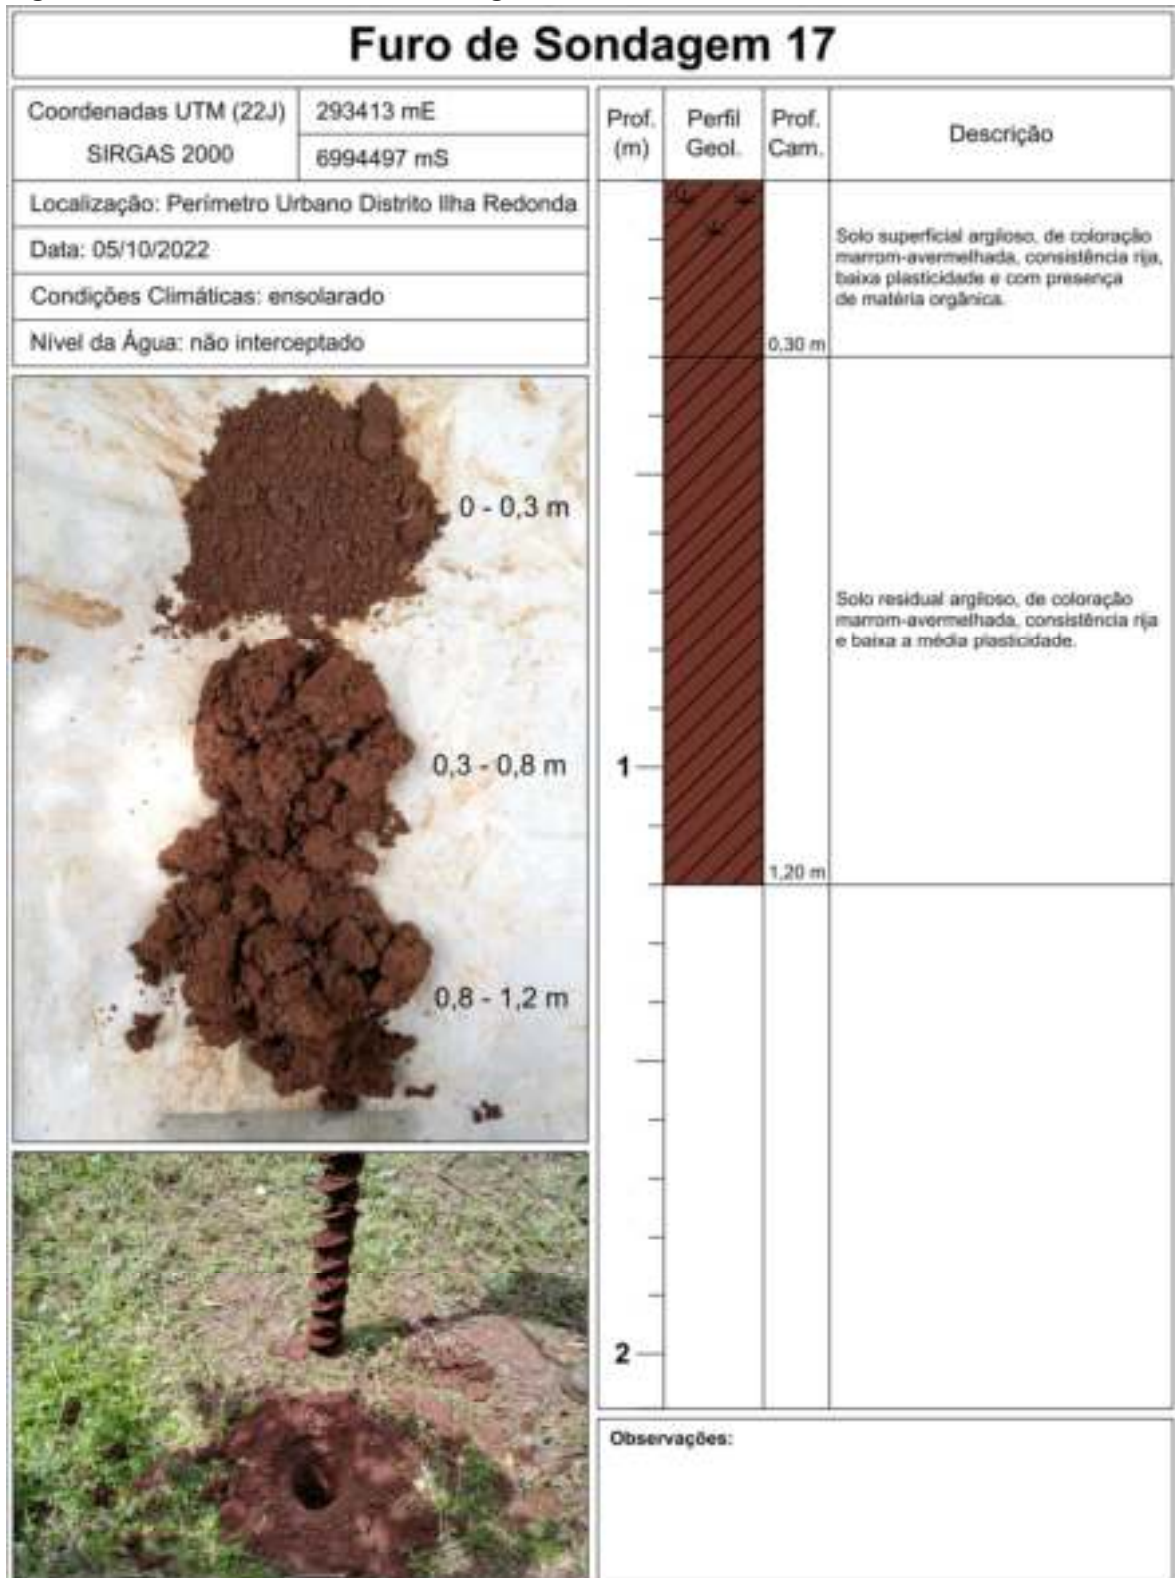 Furo de Sondagem 17
Coordenadas UTM (22J)
SIRGAS 2000
293413 mE
6994497 mS
Localização: Perímetro Urbano Distrito Ilha Redonda
Data: 05/10/2022
Condições Climáticas: ensolarado
Nível da Água: não interceptado
0 - 0,3 m
0,3 - 0,8 m
0,8 - 1,2 m
Prof.
(m)
Perfil
Geol.
Prof.
Cam.
Descrição
Solo superficial argiloso, de coloração
marrom-avermelhada, consistência rija,
baixa plasticidade e com presença
de matéria orgânica.
0,30 m
Solo residual argiloso, de coloração
marrom-avermelhada, consistência rija
e baixa a média plasticidade.
1
1,20 m
2
Observações: